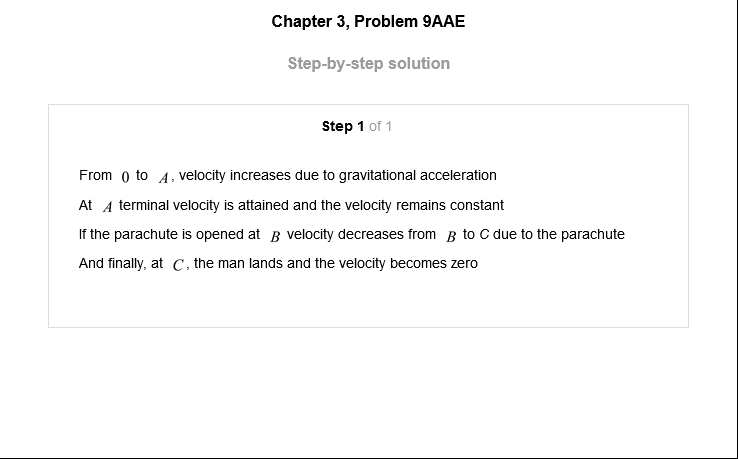 Chapter 3, Problem 9AAE
Step-by-step solution
Step 1 of 1
From 0 to A, velocity increases due to gravitational acceleration
At A terminal velocity is attained and the velocity remains constant
If the parachute is opened at B velocity decreases from B to C due to the parachute
And finally, at C, the man lands and the velocity becomes zero